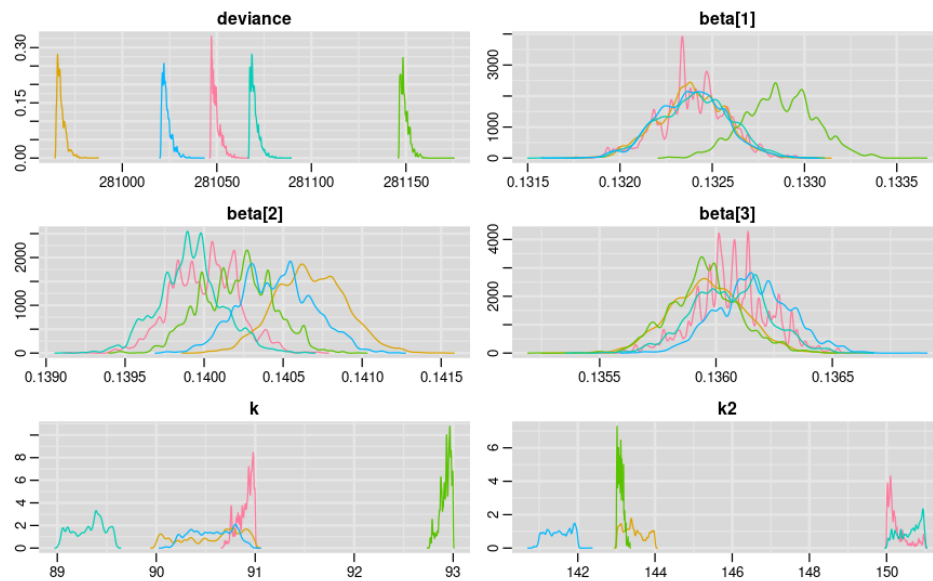 deviance
0.00 0.15 0.30
281000 281050 281100 281150
beta[1]
0 1000 3000
0.1315 0.1320 0.1325 0.1330 0.1335
beta[2]
0 500 1000 2000
0.1390 0.1395 0.1400 0.1405 0.1410 0.1415
beta[3]
0 2000 4000
0.1355 0.1360 0.1365
k
0 2 4 6 8
89 90 91 92 93
k2
0 2 4 6
142 144 146 148 150